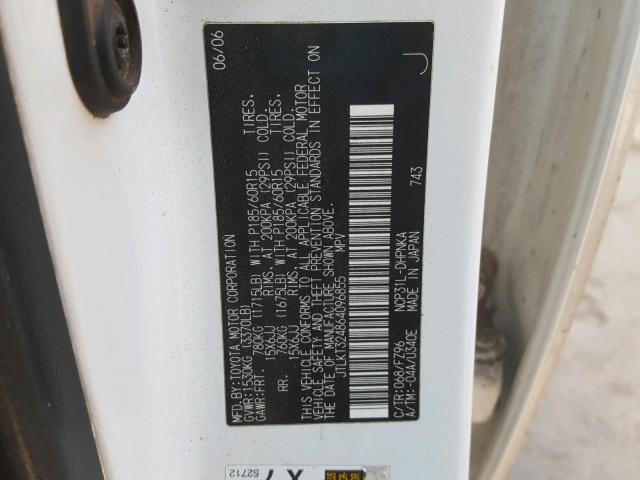 MFD.BY:TOYOTA MOTOR CORPORATION 06/06
GVWR:1530KG (3370LB)
GAWR:FRT. 780KG (1715LB) WITH P185/60R15 TIRES.
15X6JJ RIMS. AT 200KPA (29PSI) COLD.
RR. 760KG (1675LB) WITH P185/60R15 TIRES.
15X6JJ RIMS. AT 200KPA (29PSI) COLD.
THIS VEHICLE CONFORMS TO ALL APPLICABLE FEDERAL MOTOR
VEHICLE SAFETY AND THEFT PREVENTION STANDARDS IN EFFECT ON
THE DATE OF MANUFACTURE SHOWN ABOVE.
JTLKT324864096855 MPV
C/TR:068/FZ96 NCP31L-DHPNKA 743
A/TM:-04A/U340E MADE IN JAPAN
J
X7
52712